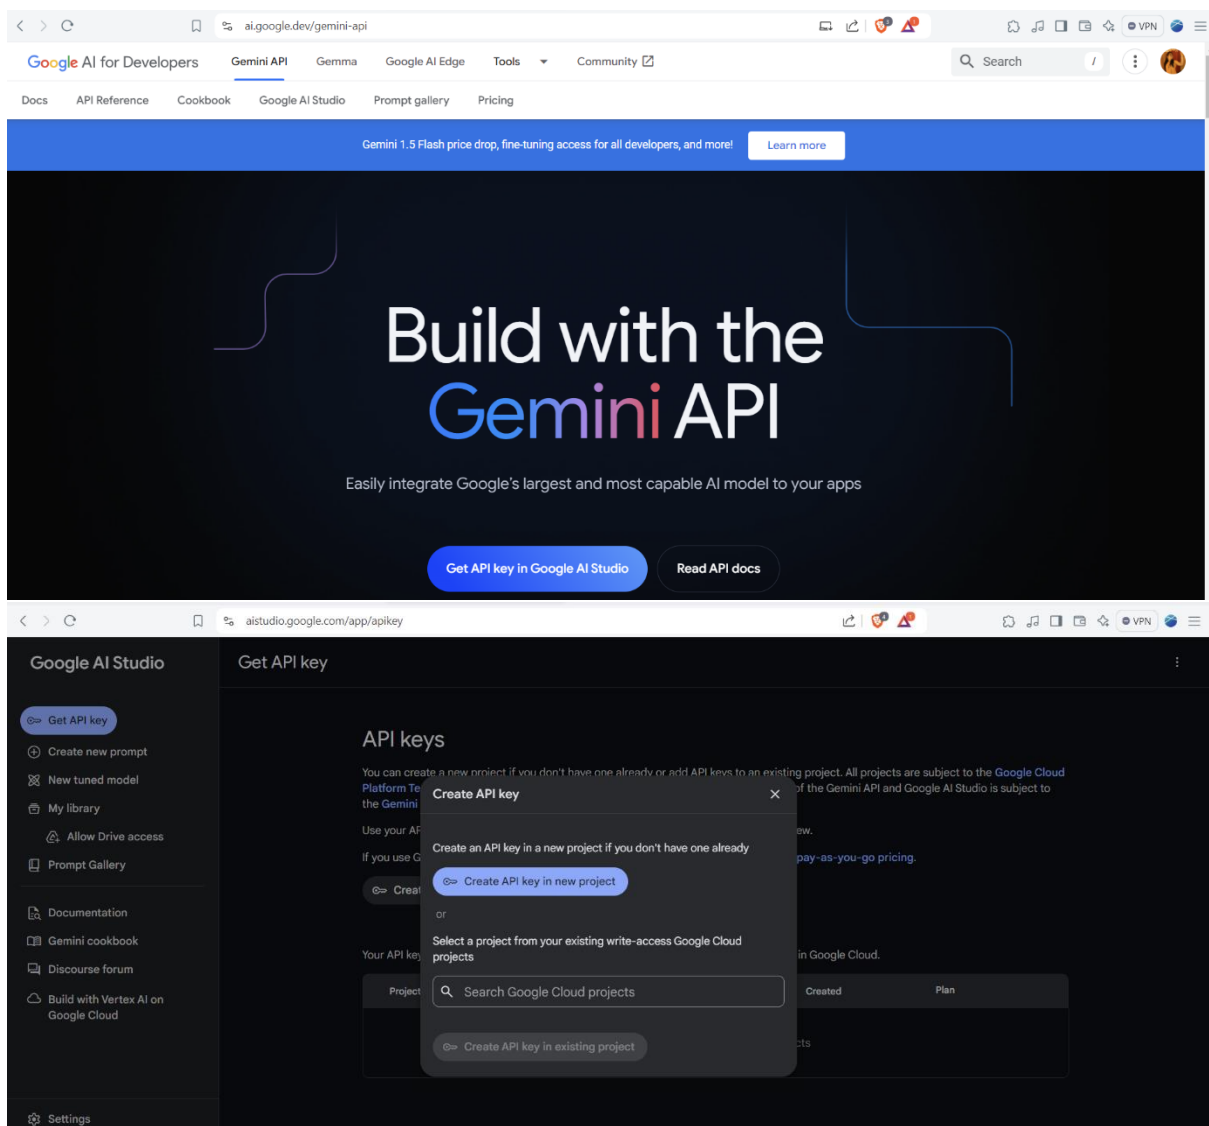 ai.google.dev/gemini-api
VPN
Google AI for Developers
Gemini API
Gemma
Google AI Edge
Tools
Community
Search
/
Docs
API Reference
Cookbook
Google AI Studio
Prompt gallery
Pricing
Gemini 1.5 Flash price drop, fine-tuning access for all developers, and more!
Learn more
Build with the
Gemini API
Easily integrate Google's largest and most capable AI model to your apps
Get API key in Google AI Studio
Read API docs
aistudio.google.com/app/apikey
VPN
Google AI Studio
Get API key
Get API key
Create new prompt
New tuned model
My library
Allow Drive access
Prompt Gallery
Documentation
Gemini cookbook
Discourse forum
Build with Vertex AI on
Google Cloud
Settings
API keys
You can create a new project if you don't have one already or add API keys to an existing project. All projects are subject to the Google Cloud
Platform Te
of the Gemini API and Google AI Studio is subject to
the Gemini
Use your AP
ew.
If you use G
pay-as-you-go pricing.
Creat
Your API key
in Google Cloud.
Project
Created
Plan
cts
Create API key
Create an API key in a new project if you don't have one already
Create API key in new project
or
Select a project from your existing write-access Google Cloud
projects
Search Google Cloud projects
Create API key in existing project